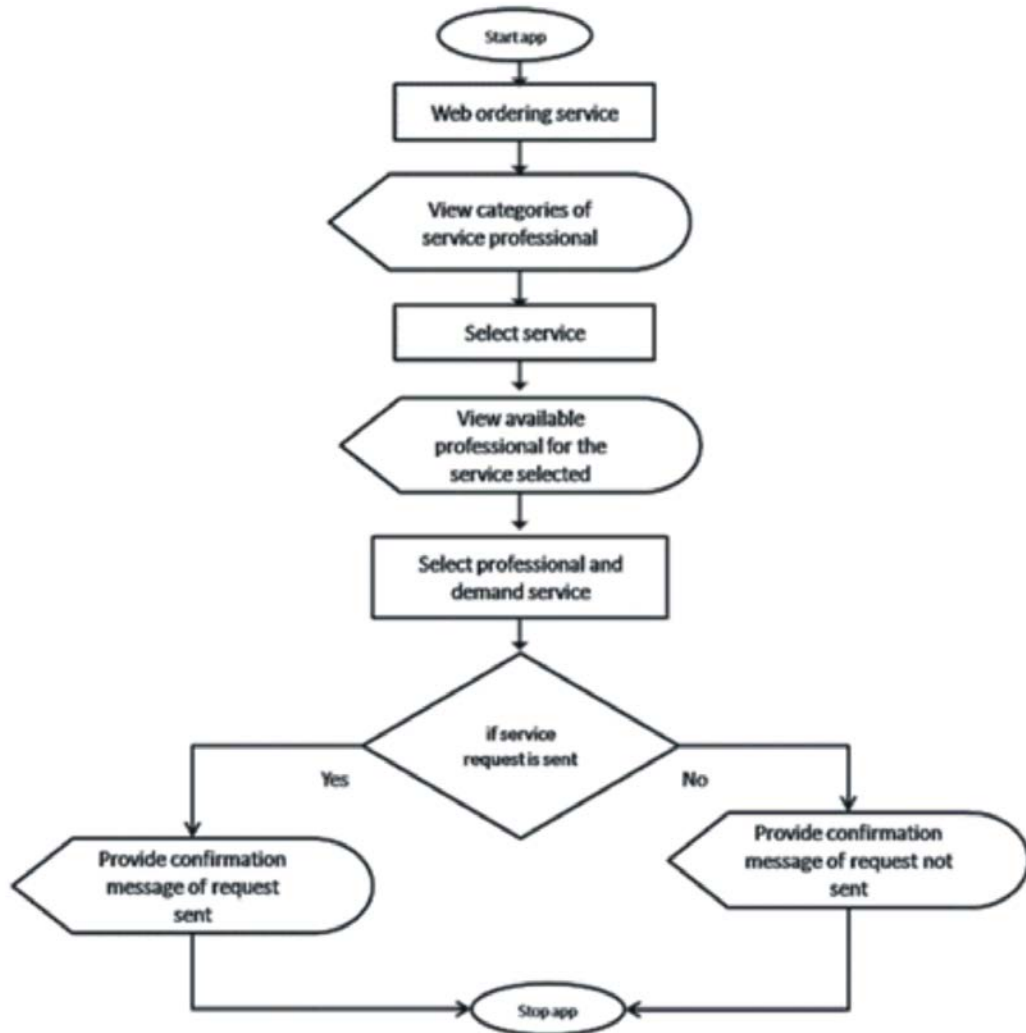 Start app
Web ordering service
View categories of
service professional
Select service
View available
professional for the
service selected
Select professional and
demand service
if service
request is sent
Yes
No
Provide confirmation
message of request
sent
Provide confirmation
message of request not
sent
Stop app